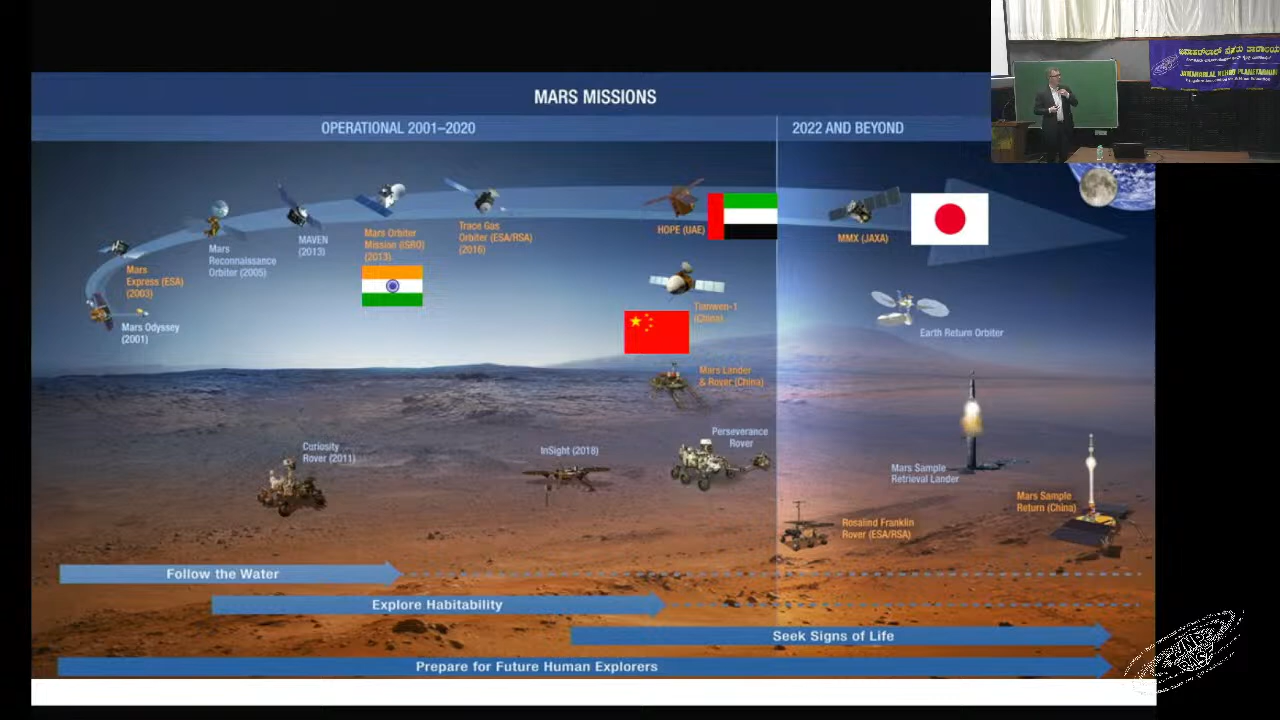 MARS MISSIONS
OPERATIONAL 2001–2020
2022 AND BEYOND
JAWAHARLAL NEHRU PLANETARIUM
Mars
Express (ESA)
(2003)
Mars Odyssey
(2001)
Mars
Reconnaissance
Orbiter (2005)
MAVEN
(2013)
Mars Orbiter
Mission (ISRO)
(2013)
Trace Gas
Orbiter (ESA/RSA)
(2016)
HOPE (UAE)
MMX (JAXA)
Tianwen-1
(China)
Earth Return Orbiter
Mars Lander
& Rover (China)
Curiosity
Rover (2011)
InSight (2018)
Perseverance
Rover
Mars Sample
Retrieval Lander
Mars Sample
Return (China)
Rosalind Franklin
Rover (ESA/RSA)
Follow the Water
Explore Habitability
Seek Signs of Life
Prepare for Future Human Explorers